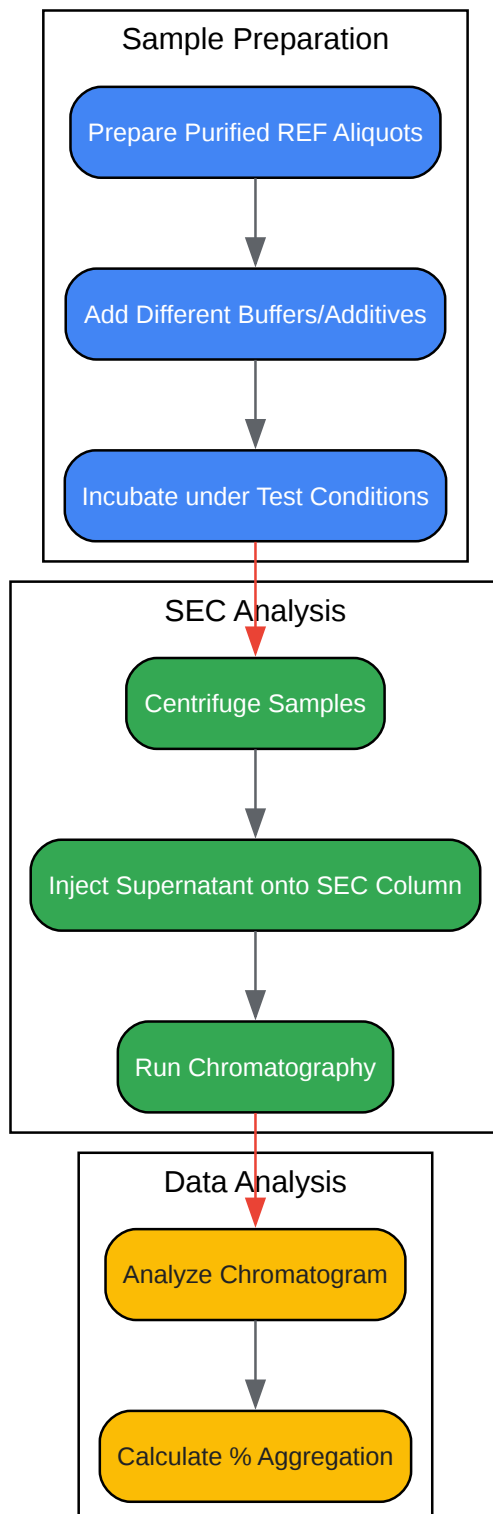 Sample Preparation
Prepare Purified REF Aliquots
Add Different Buffers/Additives
Incubate under Test Conditions
SEC Analysis
Centrifuge Samples
Inject Supernatant onto SEC Column
Run Chromatography
Data Analysis
Analyze Chromatogram
Calculate % Aggregation